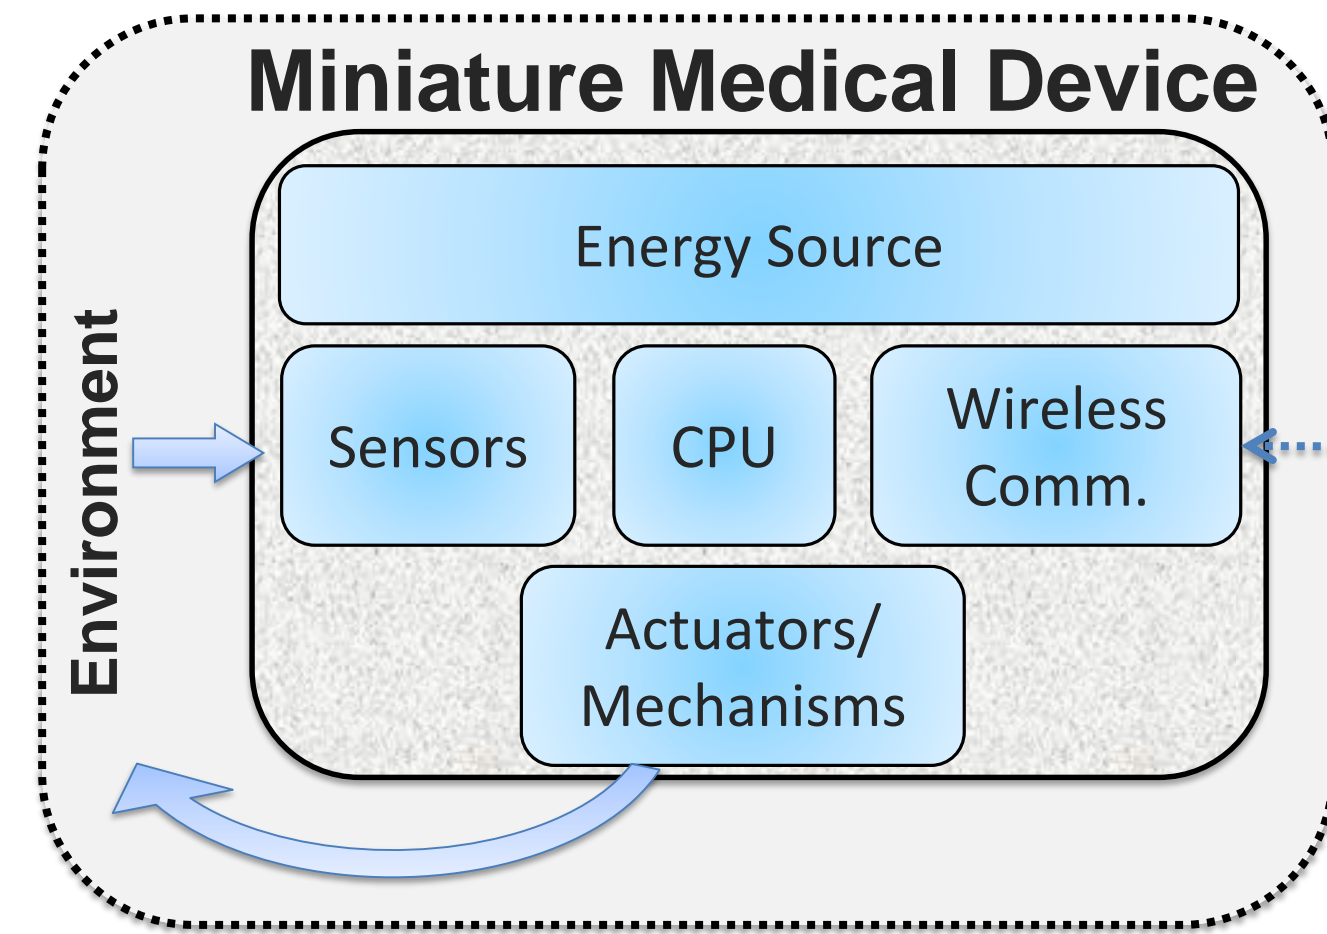 Miniature Medical Device
Energy Source
Environment
Sensors
CPU
Wireless
Comm.
Actuators/
Mechanisms